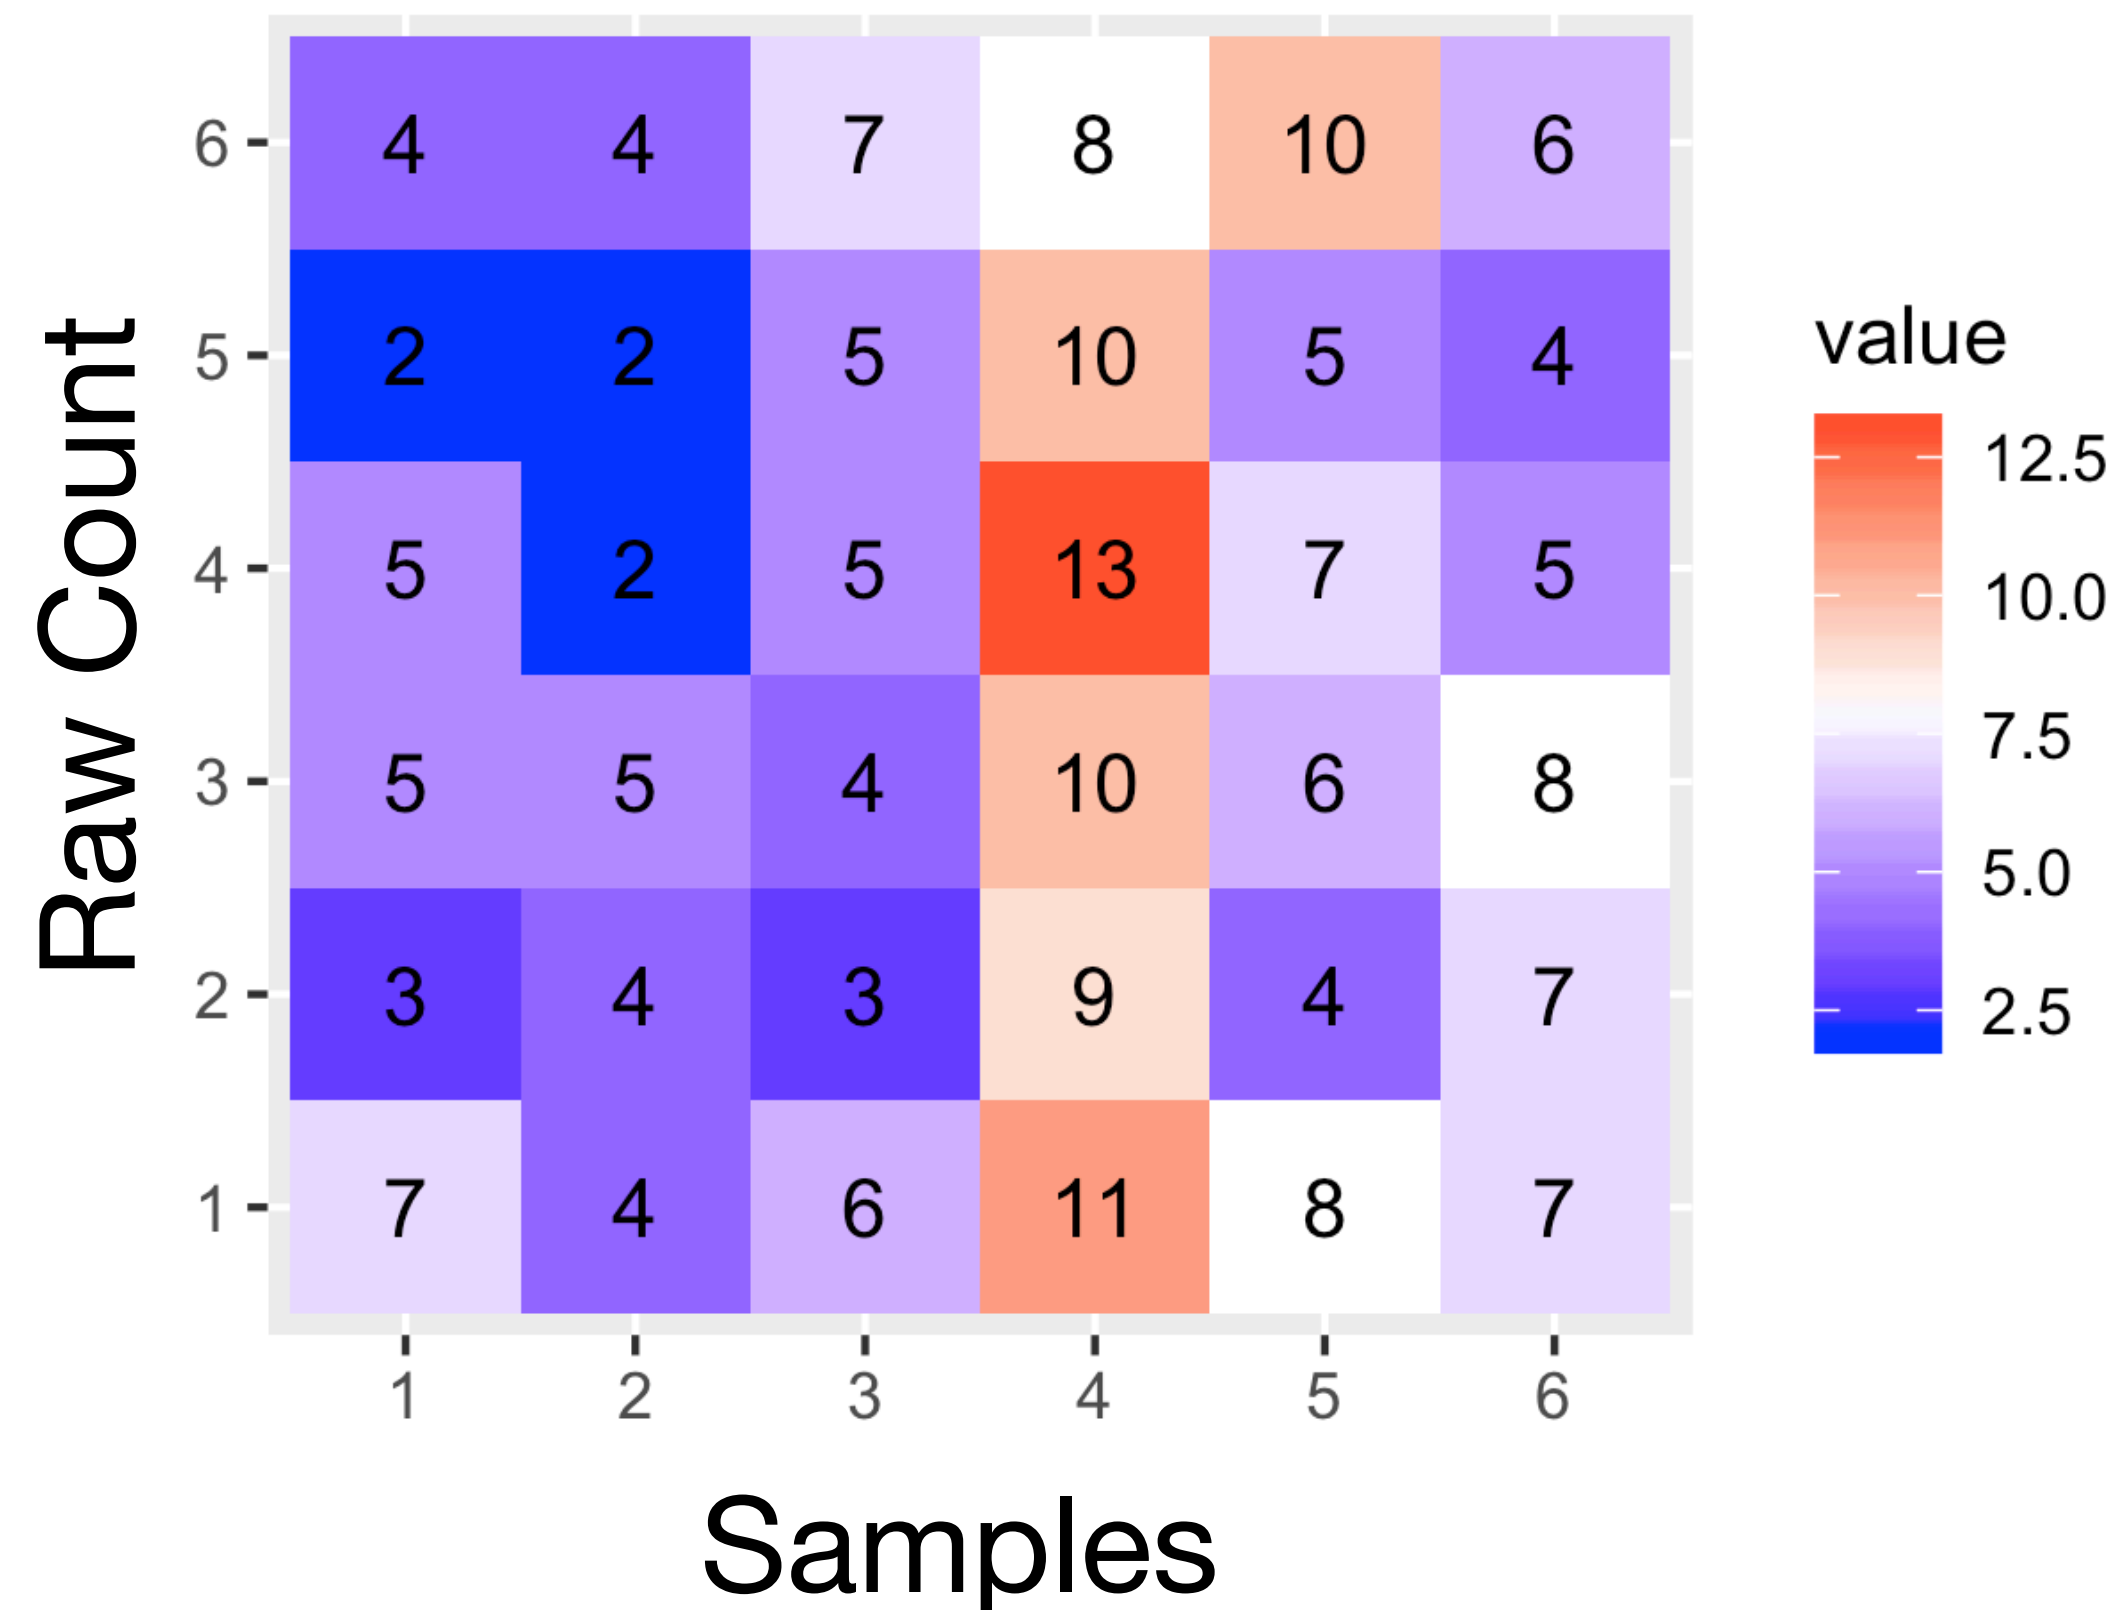 Raw Count
6 4 4 7 8 10 6
5 2 2 5 10 5 4
4 5 2 5 13 7 5
3 5 5 4 10 6 8
2 3 4 3 9 4 7
1 7 4 6 11 8 7
1 2 3 4 5 6
Samples
value
12.5
10.0
7.5
5.0
2.5